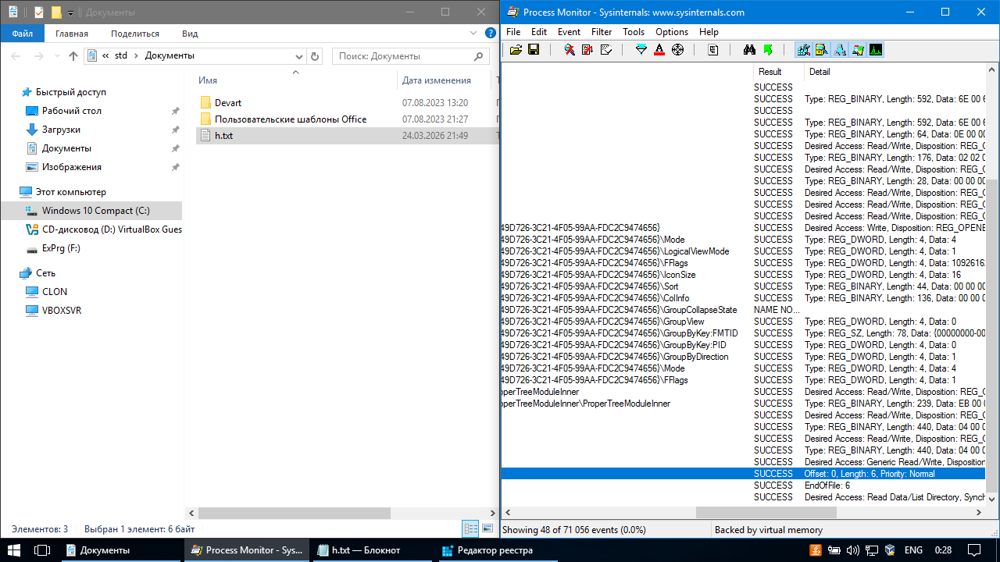 Документы
Файл
Главная
Поделиться
Вид
« std > Документы
Поиск: Документы
Имя
Дата изменения
Быстрый доступ
Рабочий стол
Загрузки
Документы
Изображения
Этот компьютер
Windows 10 Compact (C:)
CD-дисковод (D:) VirtualBox Gues
ExPrg (F:)
Сеть
CLON
VBOXSVR
Devart 07.08.2023 13:20
Пользовательские шаблоны Office 07.08.2023 21:27
h.txt 24.03.2026 21:49
Элементов: 3 Выбран 1 элемент: 6 байт
Process Monitor - Sysinternals: www.sysinternals.com
File Edit Event Filter Tools Options Help
Result Detail
SUCCESS
SUCCESS Type: REG_BINARY, Length: 592, Data: 6E 00 6
SUCCESS
SUCCESS Type: REG_BINARY, Length: 592, Data: 6E 00 6
SUCCESS Type: REG_BINARY, Length: 64, Data: 0E 00 00
SUCCESS Desired Access: Read/Write, Disposition: REG_O
SUCCESS Type: REG_BINARY, Length: 176, Data: 02 02 0
SUCCESS Desired Access: Read/Write, Disposition: REG_O
SUCCESS Type: REG_BINARY, Length: 28, Data: 00 00 00
SUCCESS Desired Access: Read/Write, Disposition: REG_O
SUCCESS Desired Access: Read/Write, Disposition: REG_O
SUCCESS Desired Access: Read/Write, Disposition: REG_O
49D726-3C21-4F05-99AA-FDC2C9474656} SUCCESS Desired Access: Write, Disposition: REG_OPENE
49D726-3C21-4F05-99AA-FDC2C9474656}\Mode SUCCESS Type: REG_DWORD, Length: 4, Data: 4
49D726-3C21-4F05-99AA-FDC2C9474656}\LogicalViewMode SUCCESS Type: REG_DWORD, Length: 4, Data: 1
49D726-3C21-4F05-99AA-FDC2C9474656}\FFlags SUCCESS Type: REG_DWORD, Length: 4, Data: 1092616
49D726-3C21-4F05-99AA-FDC2C9474656}\IconSize SUCCESS Type: REG_DWORD, Length: 4, Data: 16
49D726-3C21-4F05-99AA-FDC2C9474656}\Sort SUCCESS Type: REG_BINARY, Length: 44, Data: 00 00 00
49D726-3C21-4F05-99AA-FDC2C9474656}\ColInfo SUCCESS Type: REG_BINARY, Length: 136, Data: 00 00 0
49D726-3C21-4F05-99AA-FDC2C9474656}\GroupCollapseState NAME NO...
49D726-3C21-4F05-99AA-FDC2C9474656}\GroupView SUCCESS Type: REG_DWORD, Length: 4, Data: 0
49D726-3C21-4F05-99AA-FDC2C9474656}\GroupByKey:FMTID SUCCESS Type: REG_SZ, Length: 78, Data: {00000000-00
49D726-3C21-4F05-99AA-FDC2C9474656}\GroupByKey:PID SUCCESS Type: REG_DWORD, Length: 4, Data: 0
49D726-3C21-4F05-99AA-FDC2C9474656}\GroupByDirection SUCCESS Type: REG_DWORD, Length: 4, Data: 1
49D726-3C21-4F05-99AA-FDC2C9474656}\Mode SUCCESS Type: REG_DWORD, Length: 4, Data: 4
49D726-3C21-4F05-99AA-FDC2C9474656}\FFlags SUCCESS Type: REG_DWORD, Length: 4, Data: 1
operTreeModuleInner SUCCESS Desired Access: Read/Write, Disposition: REG_O
operTreeModuleInner\ProperTreeModuleInner SUCCESS Type: REG_BINARY, Length: 239, Data: EB 00 0
SUCCESS Desired Access: Read/Write, Disposition: REG_O
SUCCESS Type: REG_BINARY, Length: 440, Data: 04 00 0
SUCCESS Desired Access: Read/Write, Disposition: REG_O
SUCCESS Type: REG_BINARY, Length: 440, Data: 04 00 0
SUCCESS Desired Access: Generic Read/Write, Disposition
SUCCESS Offset: 0, Length: 6, Priority: Normal
SUCCESS EndOfFile: 6
SUCCESS Desired Access: Read Data/List Directory, Synch
Showing 48 of 71 056 events (0.0%) Backed by virtual memory
Документы
Process Monitor - Sys...
h.txt — Блокнот
Редактор реестра
ENG 0:28